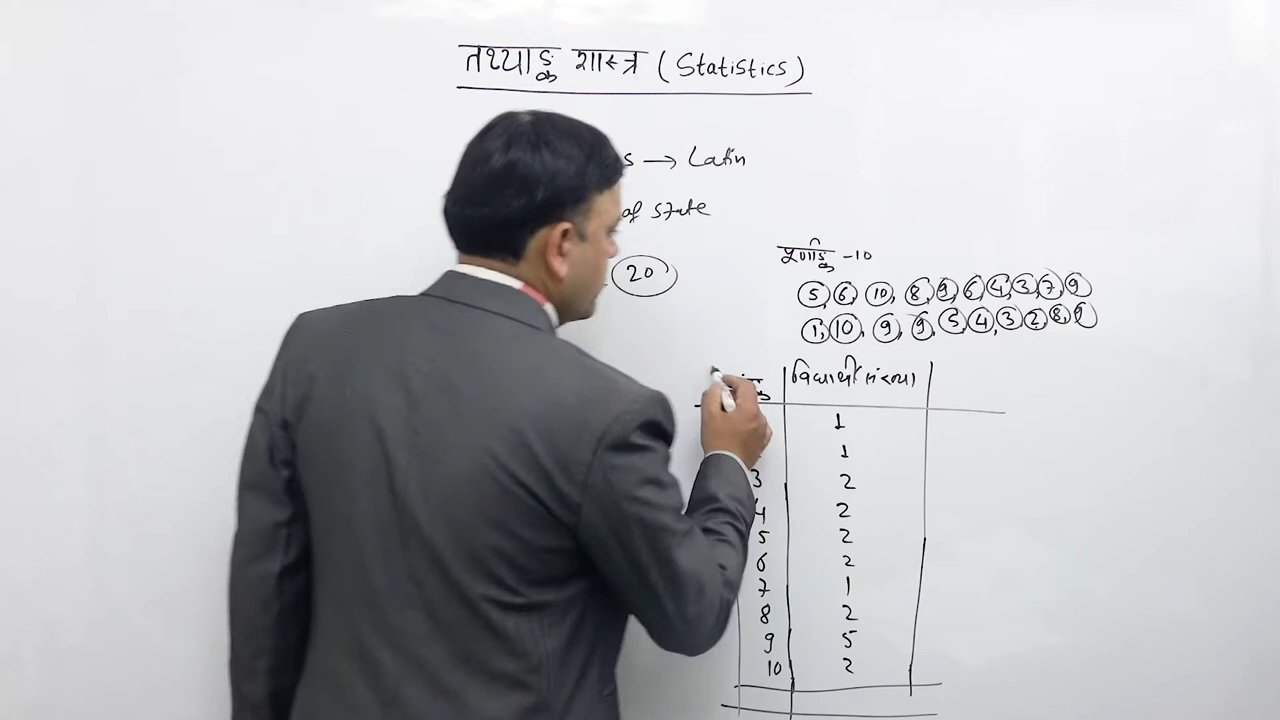 तथ्याङ्क शास्त्र (Statistics)
s → Latin
of state
20
पूर्णाङ्क - 10
5, 6, 10, 8, 9, 6, 4, 3, 7, 9
1, 10, 9, 9, 5, 4, 3, 2, 8, 9
विद्यार्थी संख्या
1
1
3 2
4 2
5 2
6 2
7 1
8 2
9 5
10 2